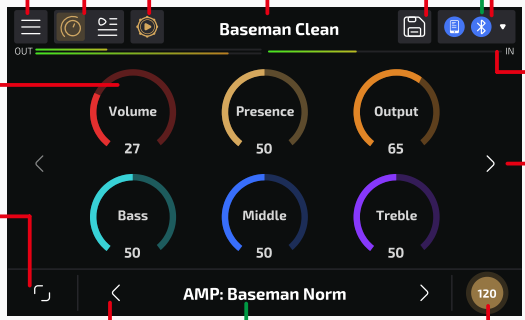 Baseman Clean
OUT IN
Volume Presence Output
27 50 65
Bass Middle Treble
50 50 50
AMP: Baseman Norm 120